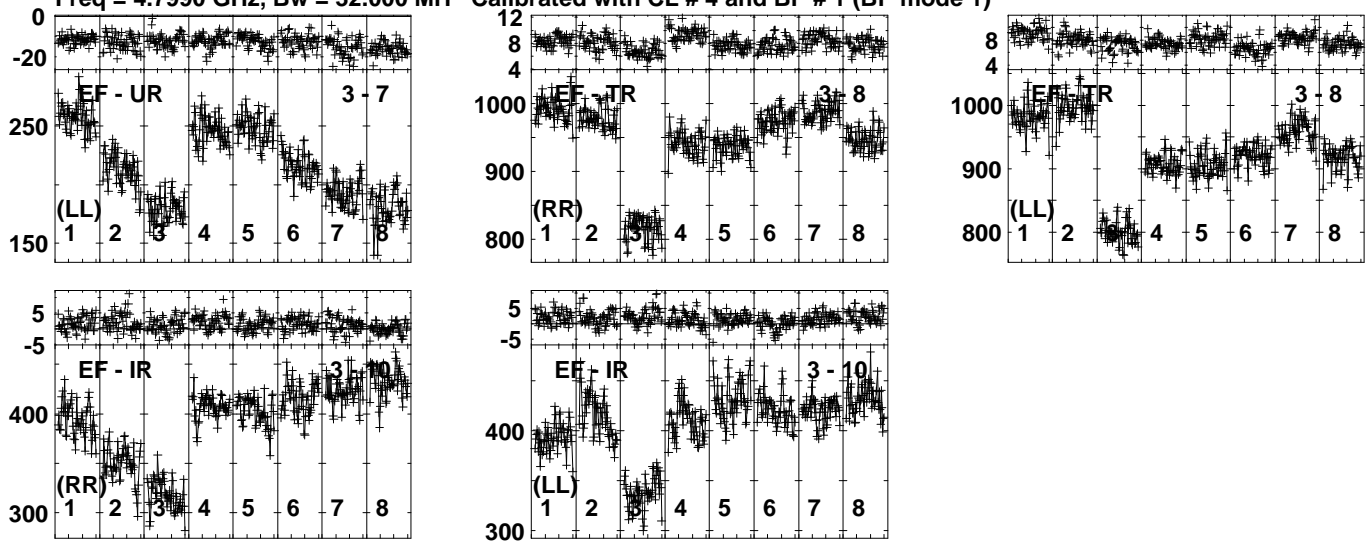 Freq = 4.7990 GHz, Bw = 32.000 MH Calibrated with CL # 4 and BP # 1 (BP mode 1)
0
-20
EF - UR 3 - 7
250
150
(LL)
1 2 3 4 5 6 7 8
12
8
4
EF - TR 3 - 8
1000
900
800
(RR)
1 2 3 4 5 6 7 8
8
4
EF - TR 3 - 8
1000
900
800
(LL)
1 2 3 4 5 6 7 8
5
-5
EF - IR 3 - 10
400
300
(RR)
1 2 3 4 5 6 7 8
5
-5
EF - IR 3 - 10
400
300
(LL)
1 2 3 4 5 6 7 8